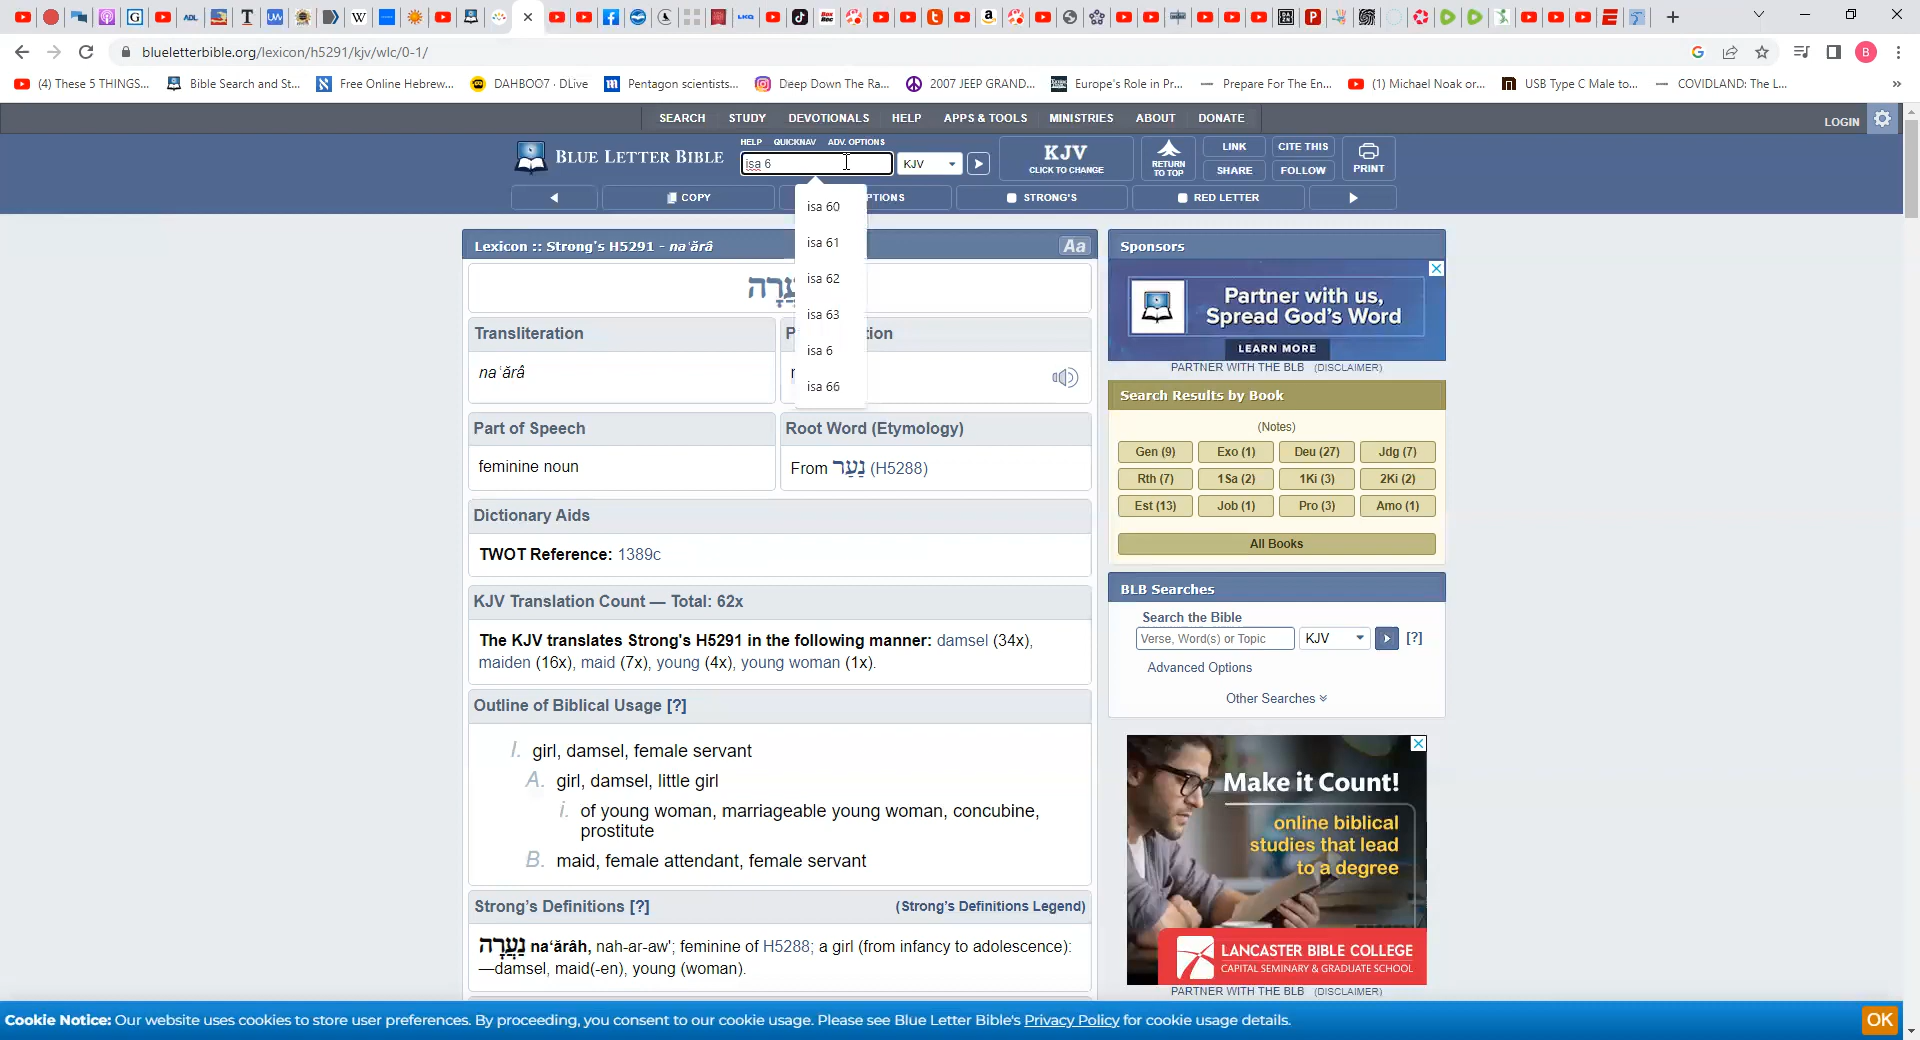 blueletterbible.org/lexicon/h5291/kjv/wlc/0-1/
(4) These 5 THINGS... Bible Search and St... Free Online Hebrew... DAHBOO7 · DLive Pentagon scientists... Deep Down The Ra... 2007 JEEP GRAND... Europe's Role in Pr... Prepare For The En... (1) Michael Noak or... USB Type C Male to... COVIDLAND: The L... »
SEARCH STUDY DEVOTIONALS HELP APPS & TOOLS MINISTRIES ABOUT DONATE LOGIN
HELP QUICKNAV ADV. OPTIONS
BLUE LETTER BIBLE isa 6 KJV
KJV
CLICK TO CHANGE
RETURN
TO TOP
LINK CITE THIS
SHARE FOLLOW
PRINT
COPY PTIONS STRONG'S RED LETTER
isa 60
isa 61
isa 62
isa 63
isa 6
isa 66
Lexicon :: Strong's H5291 - naʿărâ Aa
Transliteration
naʿărâ
Part of Speech
feminine noun
Root Word (Etymology)
From נַעַר (H5288)
Dictionary Aids
TWOT Reference: 1389c
KJV Translation Count — Total: 62x
The KJV translates Strong's H5291 in the following manner: damsel (34x),
maiden (16x), maid (7x), young (4x), young woman (1x).
Outline of Biblical Usage [?]
I. girl, damsel, female servant
A. girl, damsel, little girl
i. of young woman, marriageable young woman, concubine,
prostitute
B. maid, female attendant, female servant
Strong's Definitions [?] (Strong's Definitions Legend)
נַעֲרָה naʻărâh, nah-ar-aw'; feminine of H5288; a girl (from infancy to adolescence):
—damsel, maid(-en), young (woman).
Sponsors
Partner with us,
Spread God's Word
LEARN MORE
PARTNER WITH THE BLB (DISCLAIMER)
Search Results by Book
(Notes)
Gen (9) Exo (1) Deu (27) Jdg (7)
Rth (7) 1Sa (2) 1Ki (3) 2Ki (2)
Est (13) Job (1) Pro (3) Amo (1)
All Books
BLB Searches
Search the Bible
Verse, Word(s) or Topic KJV [?]
Advanced Options
Other Searches
Make it Count!
online biblical
studies that lead
to a degree
LANCASTER BIBLE COLLEGE
CAPITAL SEMINARY & GRADUATE SCHOOL
PARTNER WITH THE BLB (DISCLAIMER)
Cookie Notice: Our website uses cookies to store user preferences. By proceeding, you consent to our cookie usage. Please see Blue Letter Bible's Privacy Policy for cookie usage details. OK